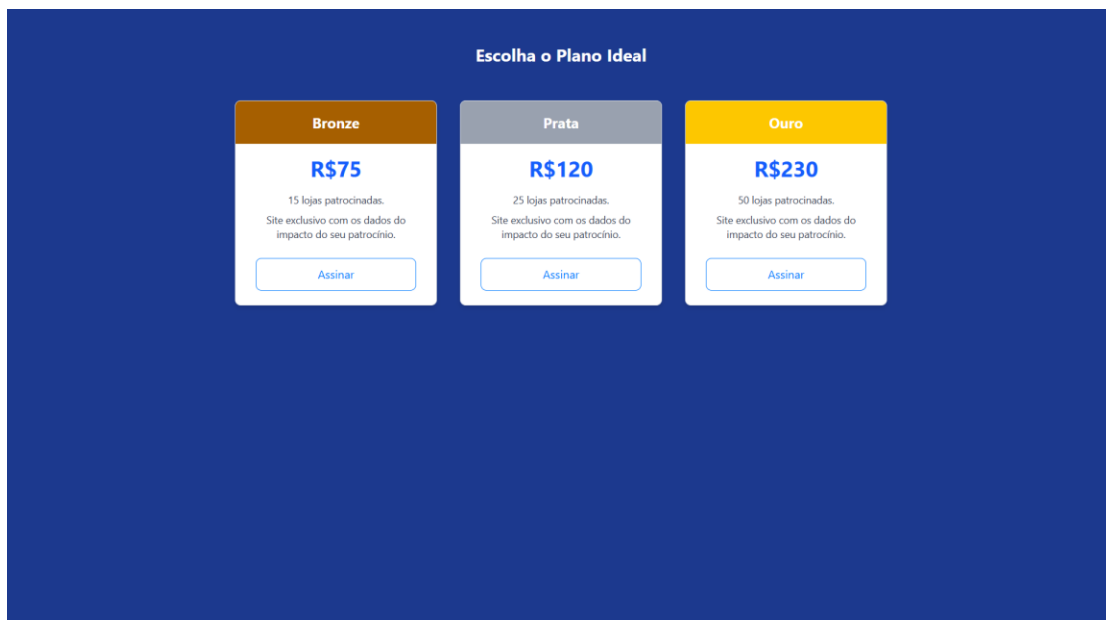 Escolha o Plano Ideal
Bronze
R$75
15 lojas patrocinadas.
Site exclusivo com os dados do
impacto do seu patrocínio.
Assinar
Prata
R$120
25 lojas patrocinadas.
Site exclusivo com os dados do
impacto do seu patrocínio.
Assinar
Ouro
R$230
50 lojas patrocinadas.
Site exclusivo com os dados do
impacto do seu patrocínio.
Assinar